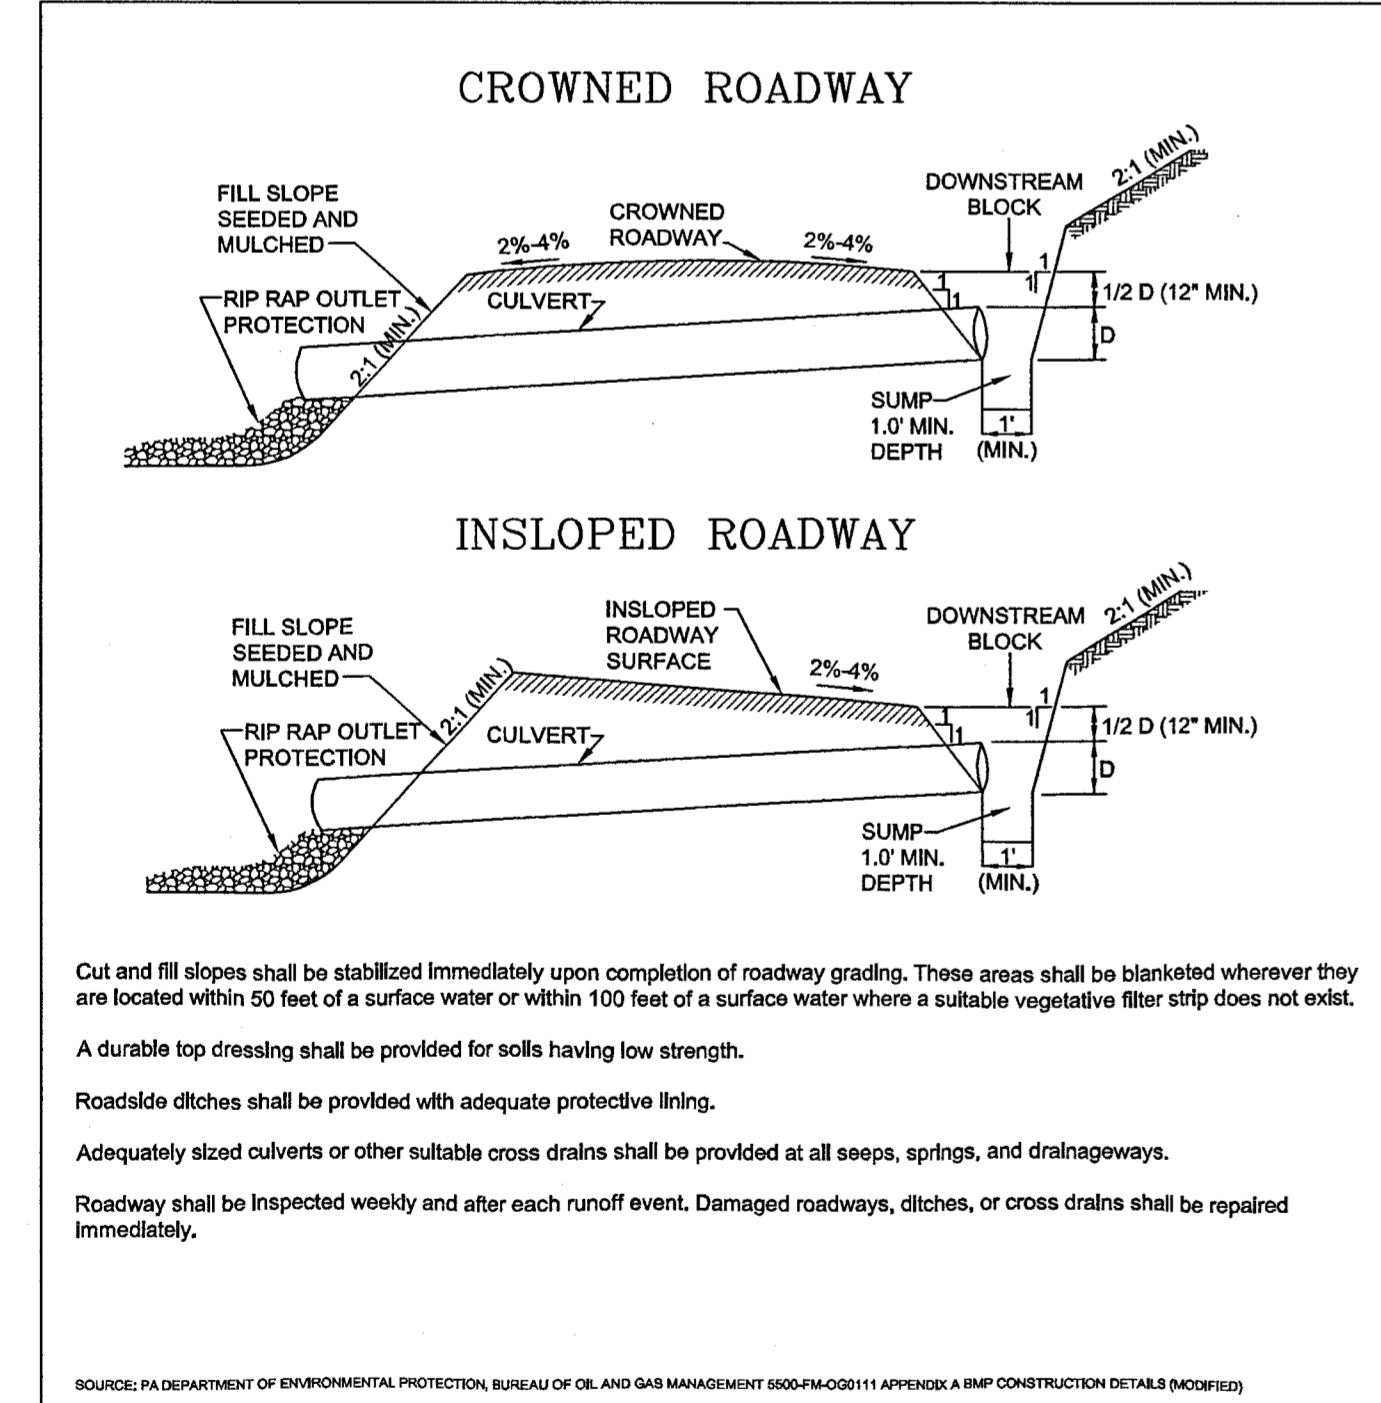 CROWNED ROADWAY
FILL SLOPE
SEEDED AND
MULCHED
2%-4%
CROWNED
ROADWAY
2%-4%
DOWNSTREAM
BLOCK
2:1 (MIN.)
RIP RAP OUTLET
PROTECTION
CULVERT
2:1 (MIN.)
1
1
1
1
1/2 D (12" MIN.)
D
SUMP
1.0' MIN.
DEPTH
1'
(MIN.)
INSLOPED ROADWAY
FILL SLOPE
SEEDED AND
MULCHED
INSLOPED
ROADWAY
SURFACE
2%-4%
DOWNSTREAM
BLOCK
2:1 (MIN.)
RIP RAP OUTLET
PROTECTION
2:1 (MIN.)
CULVERT
1
1
1
1
1/2 D (12" MIN.)
D
SUMP
1.0' MIN.
DEPTH
1'
(MIN.)
Cut and fill slopes shall be stabilized immediately upon completion of roadway grading. These areas shall be blanketed wherever they
are located within 50 feet of a surface water or within 100 feet of a surface water where a suitable vegetative filter strip does not exist.
A durable top dressing shall be provided for soils having low strength.
Roadside ditches shall be provided with adequate protective lining.
Adequately sized culverts or other suitable cross drains shall be provided at all seeps, springs, and drainageways.
Roadway shall be inspected weekly and after each runoff event. Damaged roadways, ditches, or cross drains shall be repaired
immediately.
SOURCE: PA DEPARTMENT OF ENVIRONMENTAL PROTECTION, BUREAU OF OIL AND GAS MANAGEMENT 5500-FM-OG0111 APPENDIX A BMP CONSTRUCTION DETAILS (MODIFIED)